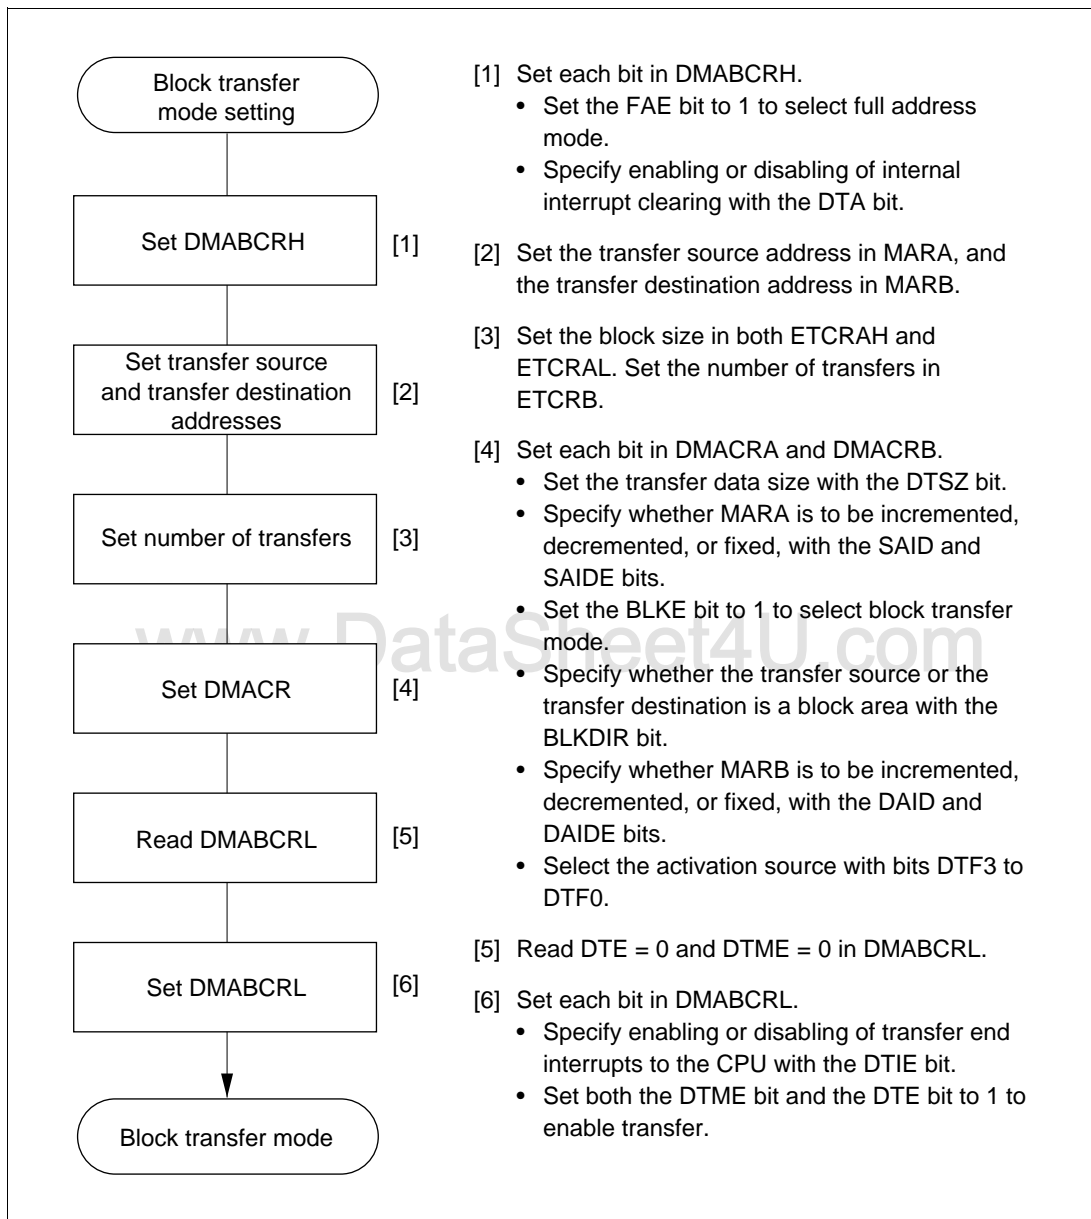 Block transfer
mode setting
Set DMABCRH
[1]
Set transfer source
and transfer destination
addresses
[2]
Set number of transfers
[3]
Set DMACR
[4]
Read DMABCRL
[5]
Set DMABCRL
[6]
Block transfer mode
[1] Set each bit in DMABCRH.
• Set the FAE bit to 1 to select full address
mode.
• Specify enabling or disabling of internal
interrupt clearing with the DTA bit.
[2] Set the transfer source address in MARA, and
the transfer destination address in MARB.
[3] Set the block size in both ETCRAH and
ETCRAL. Set the number of transfers in
ETCRB.
[4] Set each bit in DMACRA and DMACRB.
• Set the transfer data size with the DTSZ bit.
• Specify whether MARA is to be incremented,
decremented, or fixed, with the SAID and
SAIDE bits.
• Set the BLKE bit to 1 to select block transfer
mode.
• Specify whether the transfer source or the
transfer destination is a block area with the
BLKDIR bit.
• Specify whether MARB is to be incremented,
decremented, or fixed, with the DAID and
DAIDE bits.
• Select the activation source with bits DTF3 to
DTF0.
[5] Read DTE = 0 and DTME = 0 in DMABCRL.
[6] Set each bit in DMABCRL.
• Specify enabling or disabling of transfer end
interrupts to the CPU with the DTIE bit.
• Set both the DTME bit and the DTE bit to 1 to
enable transfer.
www.DataSheet4U.com